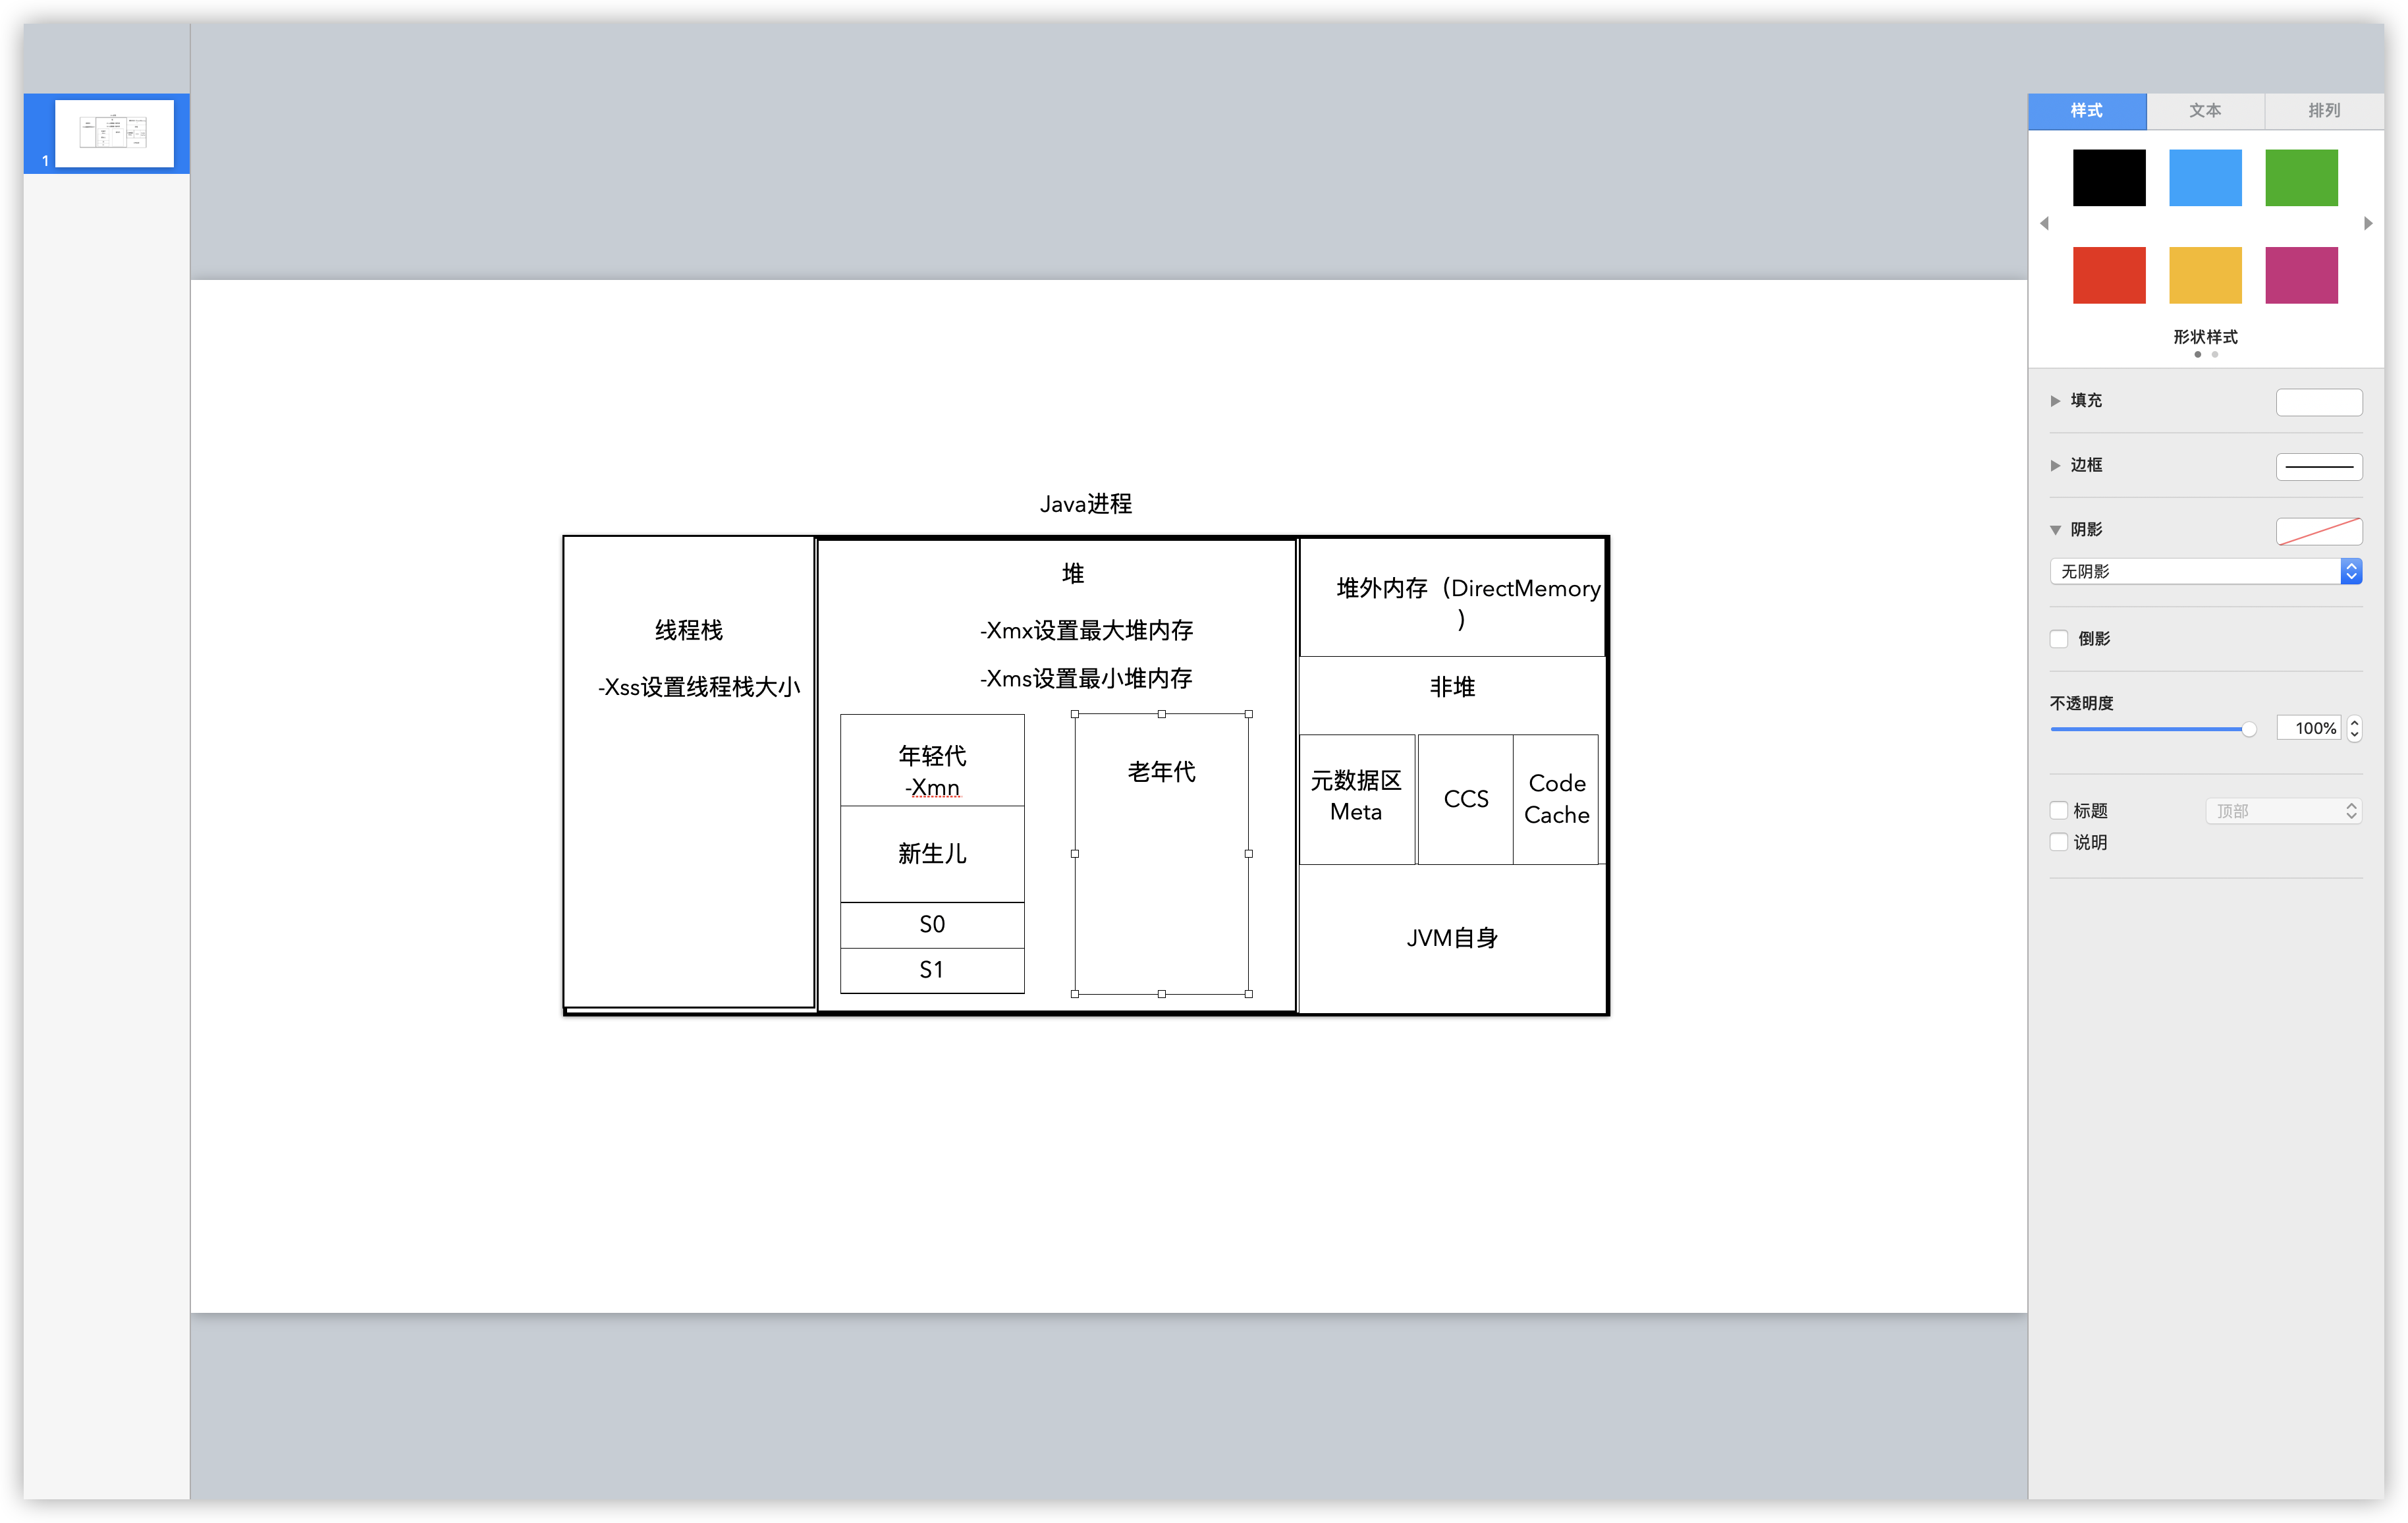 1
Java进程
线程栈
-Xss设置线程栈大小
堆
-Xmx设置最大堆内存
-Xms设置最小堆内存
年轻代
-Xmn
新生儿
S0
S1
老年代
堆外内存（DirectMemory
）
非堆
元数据区
Meta
CCS
Code
Cache
JVM自身
样式
文本
排列
形状样式
填充
边框
阴影
无阴影
倒影
不透明度
100%
标题
顶部
说明